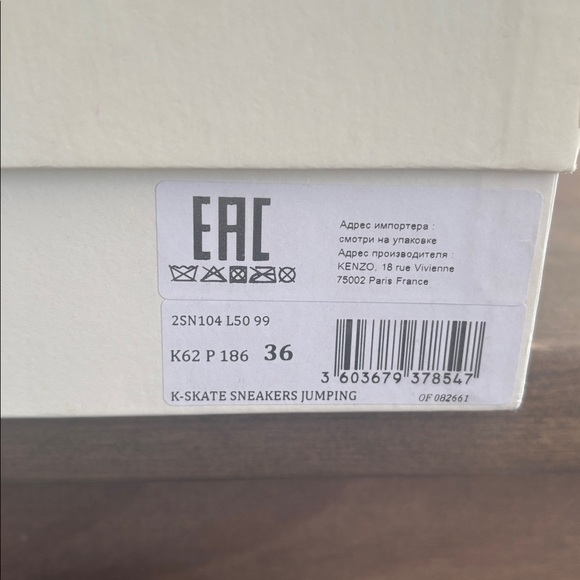 EAC
Адрес импортера :
смотри на упаковке
Адрес производителя :
KENZO, 18 rue Vivienne
75002 Paris France
2SN104 L50 99
K62 P 186 36
3 603679 378547
K-SKATE SNEAKERS JUMPING
OF 082661